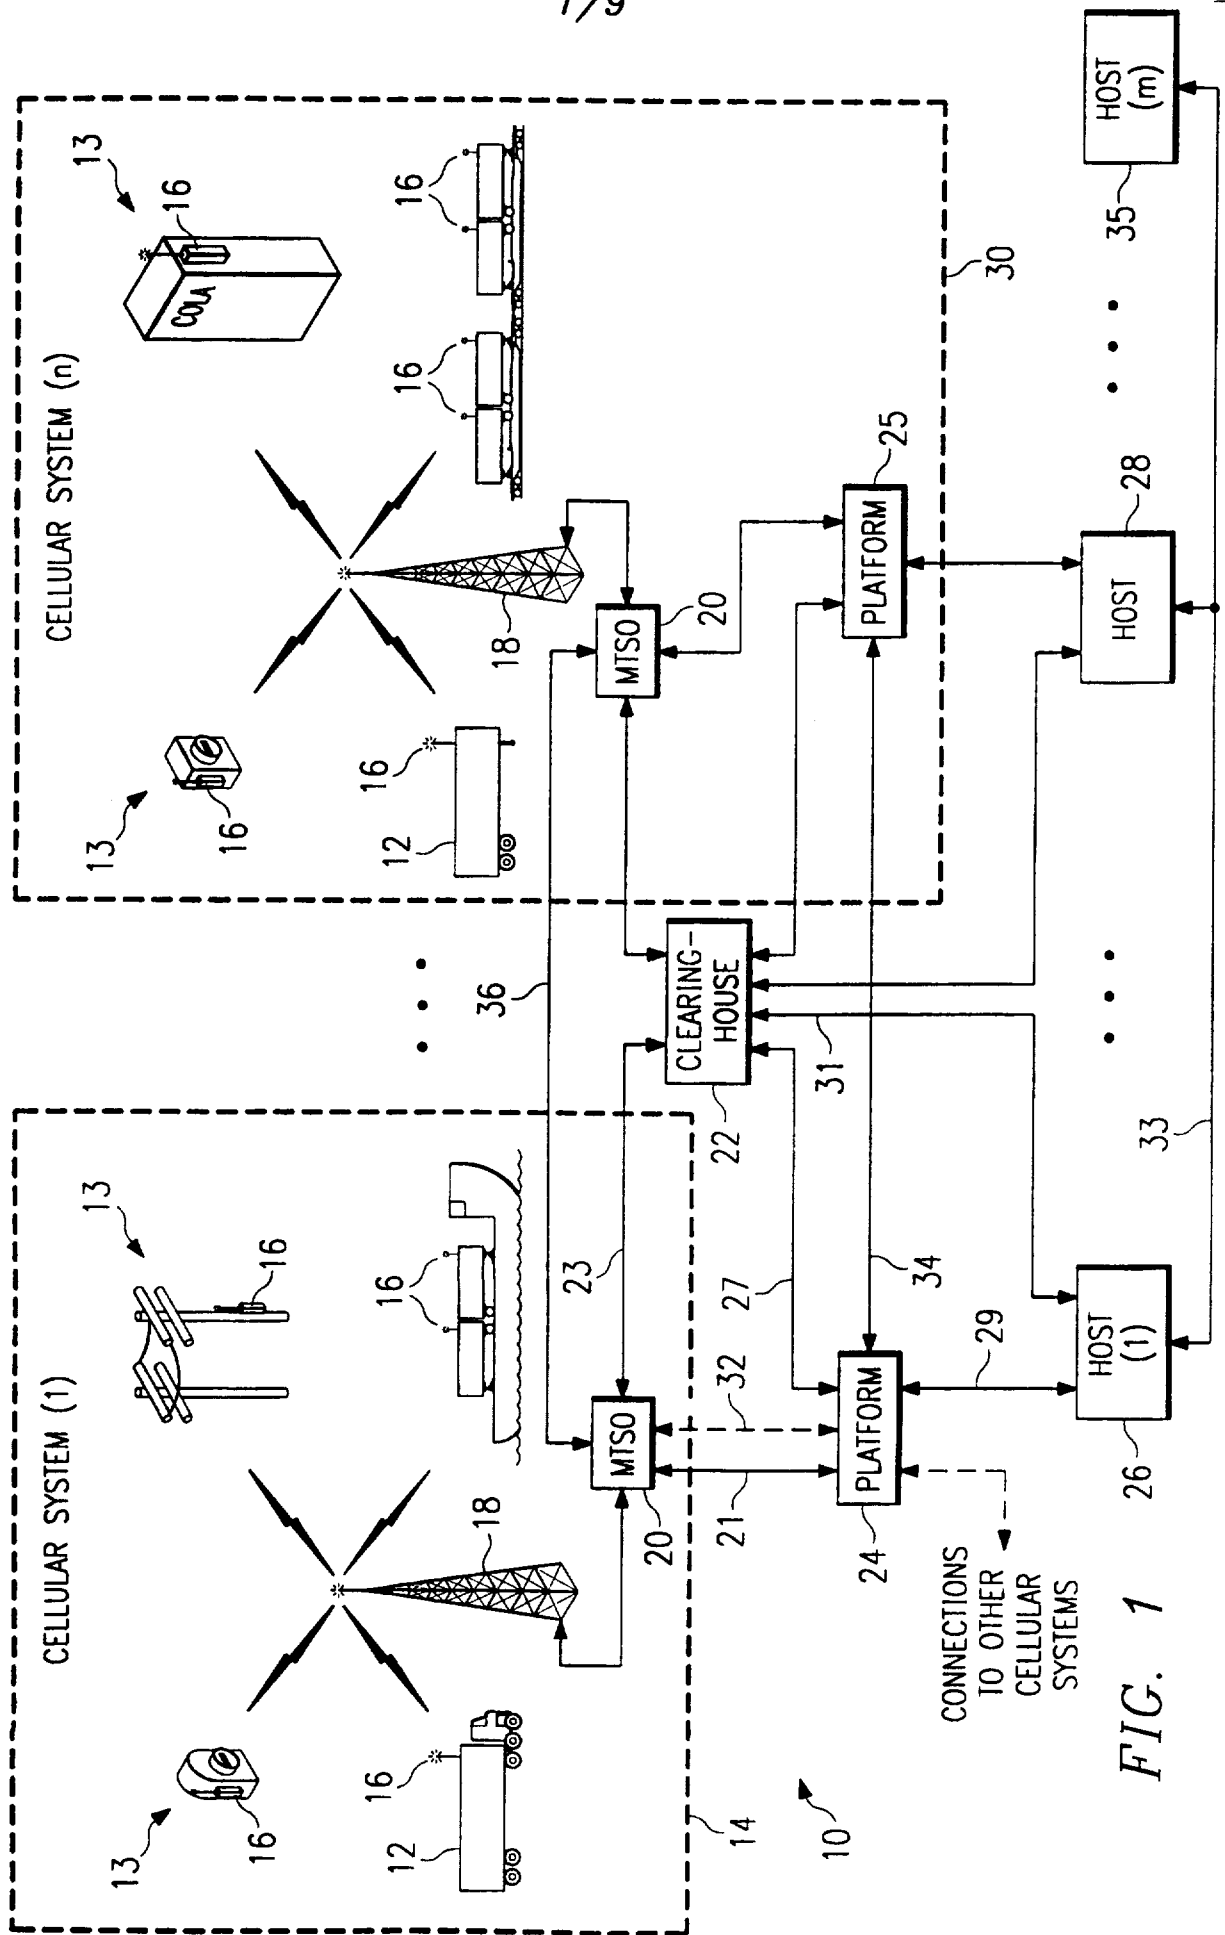 1/9
CELLULAR SYSTEM (1)
13
16
13
16
12
16
18
16
20
14
CELLULAR SYSTEM (n)
13
16
13
16
COLA
12
16
18
16
16
20
30
MTSO
MTSO
36
23
CLEARING-
HOUSE
22
21
32
27
31
34
PLATFORM
24
PLATFORM
25
29
CONNECTIONS
TO OTHER
CELLULAR
SYSTEMS
HOST
(1)
26
HOST
28
HOST
(m)
35
33
10
FIG. 1